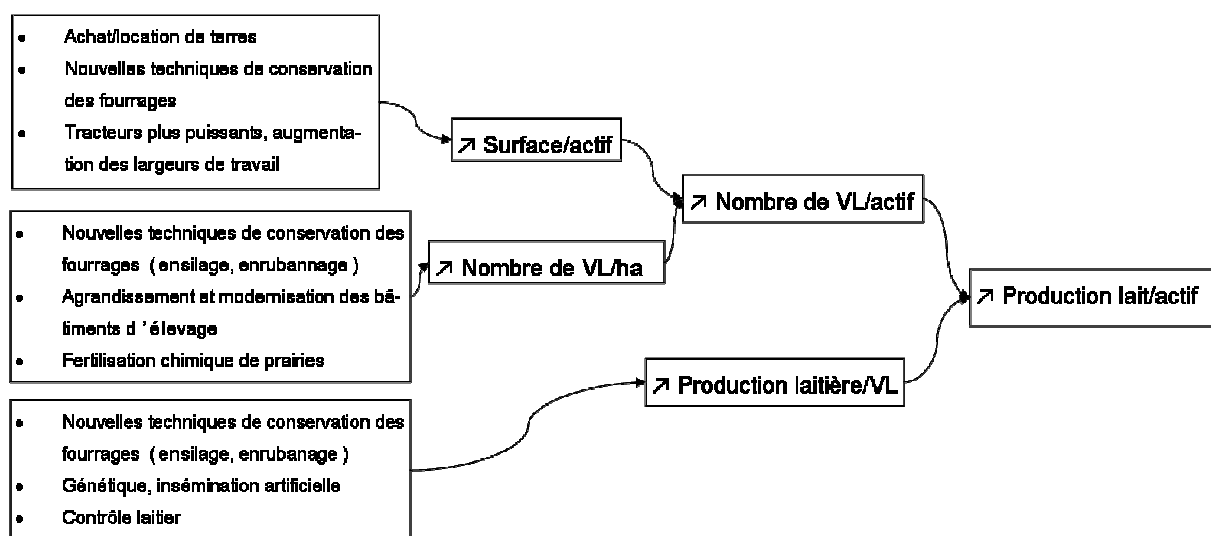 • Achat/location de terres
• Nouvelles techniques de conservation
des fourrages
• Tracteurs plus puissants, augmenta-
tion des largeurs de travail
↗ Surface/actif
↗ Nombre de VL/actif
• Nouvelles techniques de conservation des
fourrages ( ensilage, enrubannage )
• Agrandissement et modernisation des bâ-
timents d ’ élevage
• Fertilisation chimique de prairies
↗ Nombre de VL/ha
↗ Production lait/actif
↗ Production laitière/VL
• Nouvelles techniques de conservation des
fourrages ( ensilage, enrubanage )
• Génétique, insémination artificielle
• Contrôle laitier